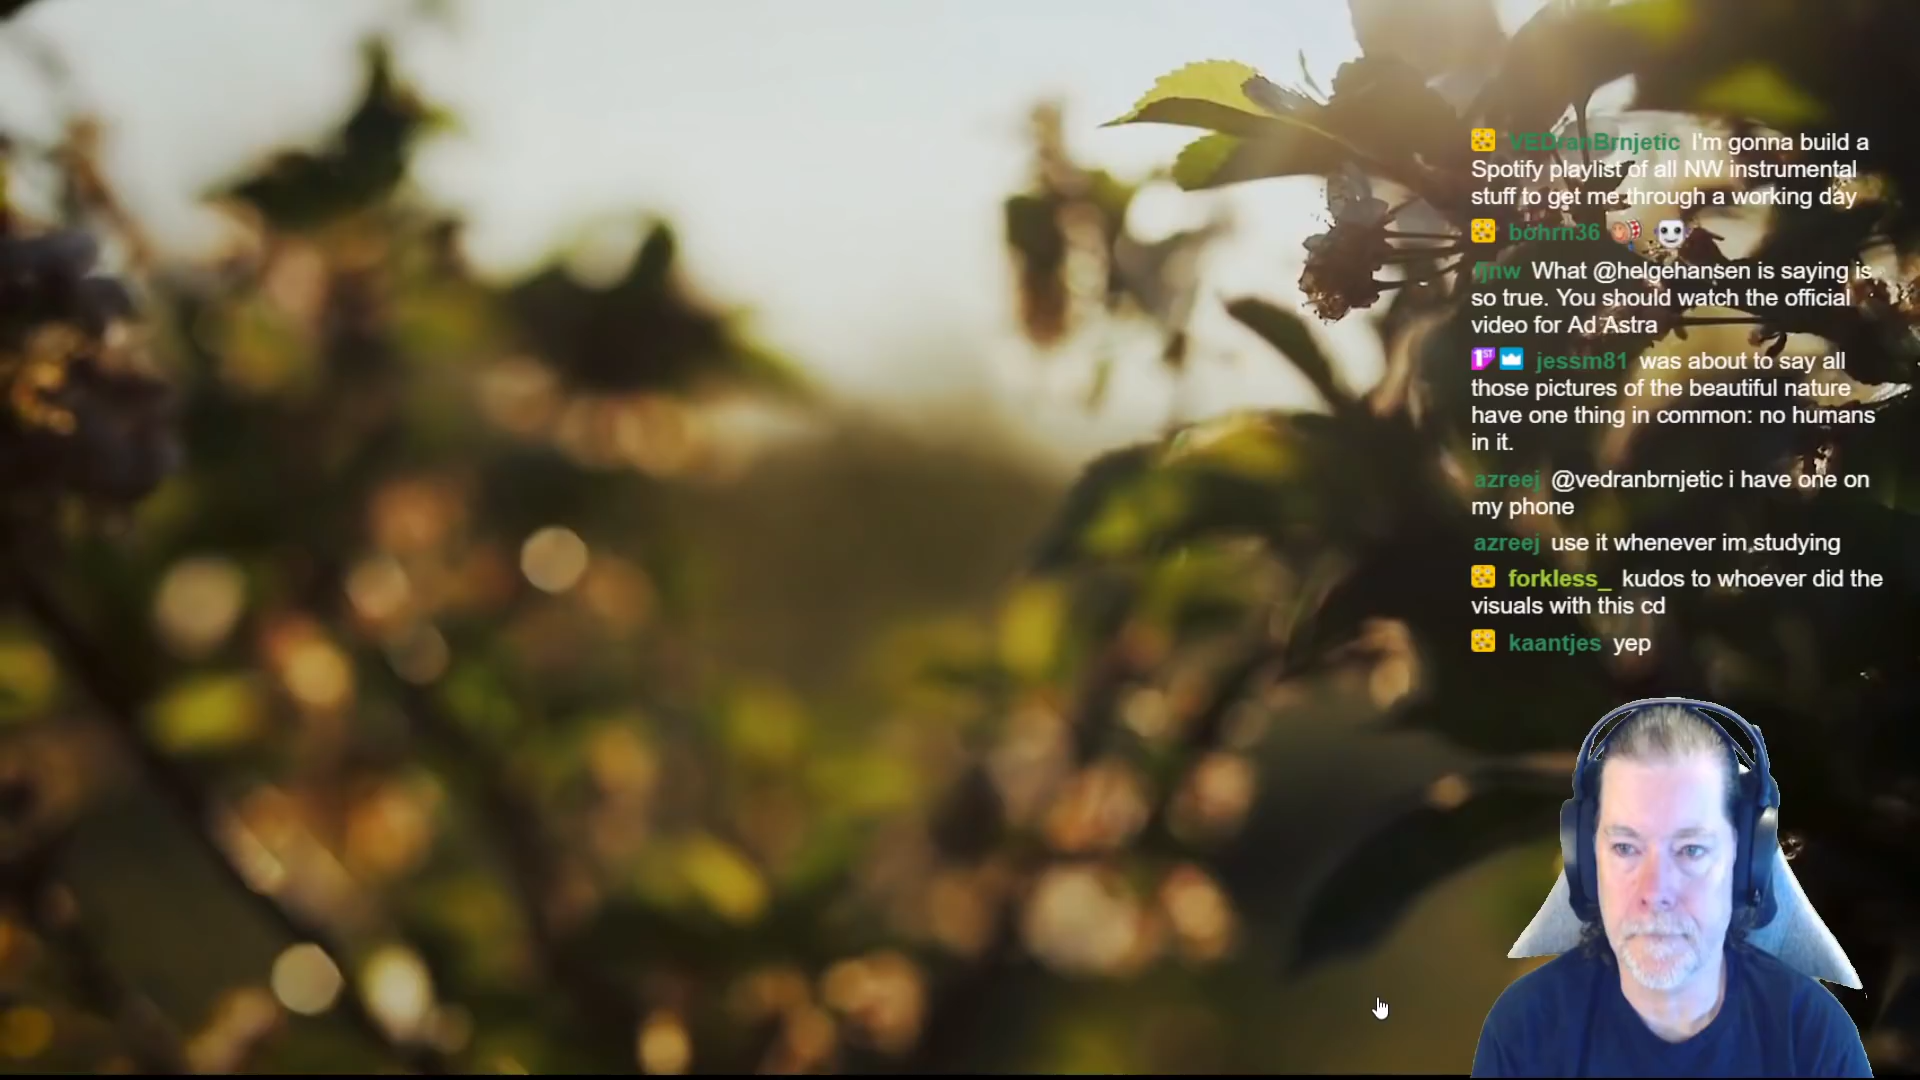 VEDranBrnjetic I'm gonna build a
Spotify playlist of all NW instrumental
stuff to get me through a working day
bohrn36
fjnw What @helgehansen is saying is
so true. You should watch the official
video for Ad Astra
1ST jessm81 was about to say all
those pictures of the beautiful nature
have one thing in common: no humans
in it.
azreej @vedranbrnjetic i have one on
my phone
azreej use it whenever im studying
forkless_ kudos to whoever did the
visuals with this cd
kaantjes yep